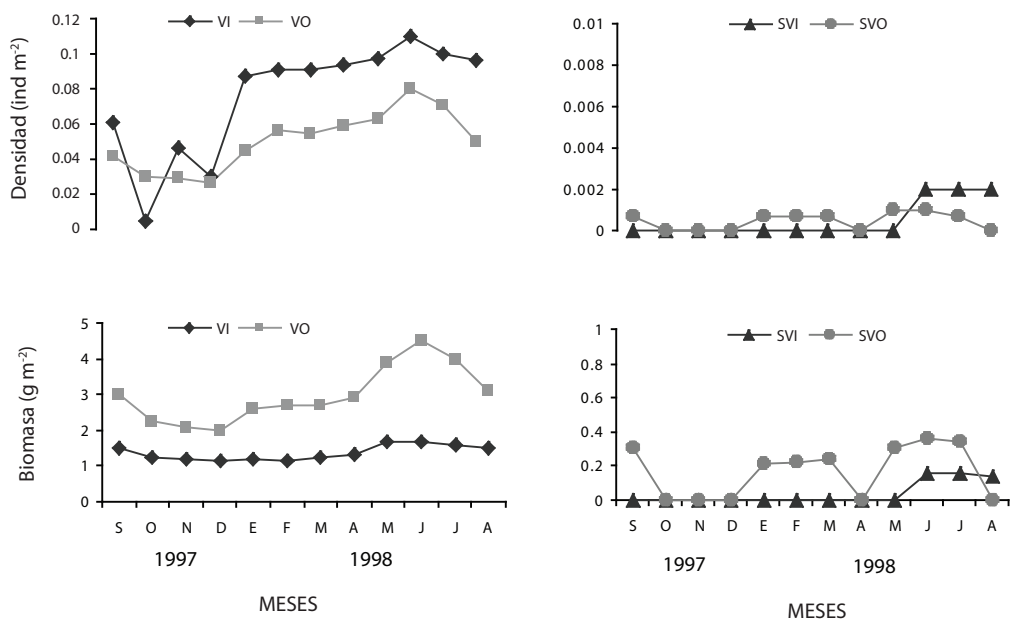 VI VO
Densidad (ind m⁻²)
0.12
0.1
0.08
0.06
0.04
0.02
0
SVI SVO
0.01
0.008
0.006
0.004
0.002
0
VI VO
Biomasa (g m⁻²)
5
4
3
2
1
0
S O N D E F M A M J J A
1997 1998
MESES
SVI SVO
1
0.8
0.6
0.4
0.2
0
S O N D E F M A M J J A
1997 1998
MESES